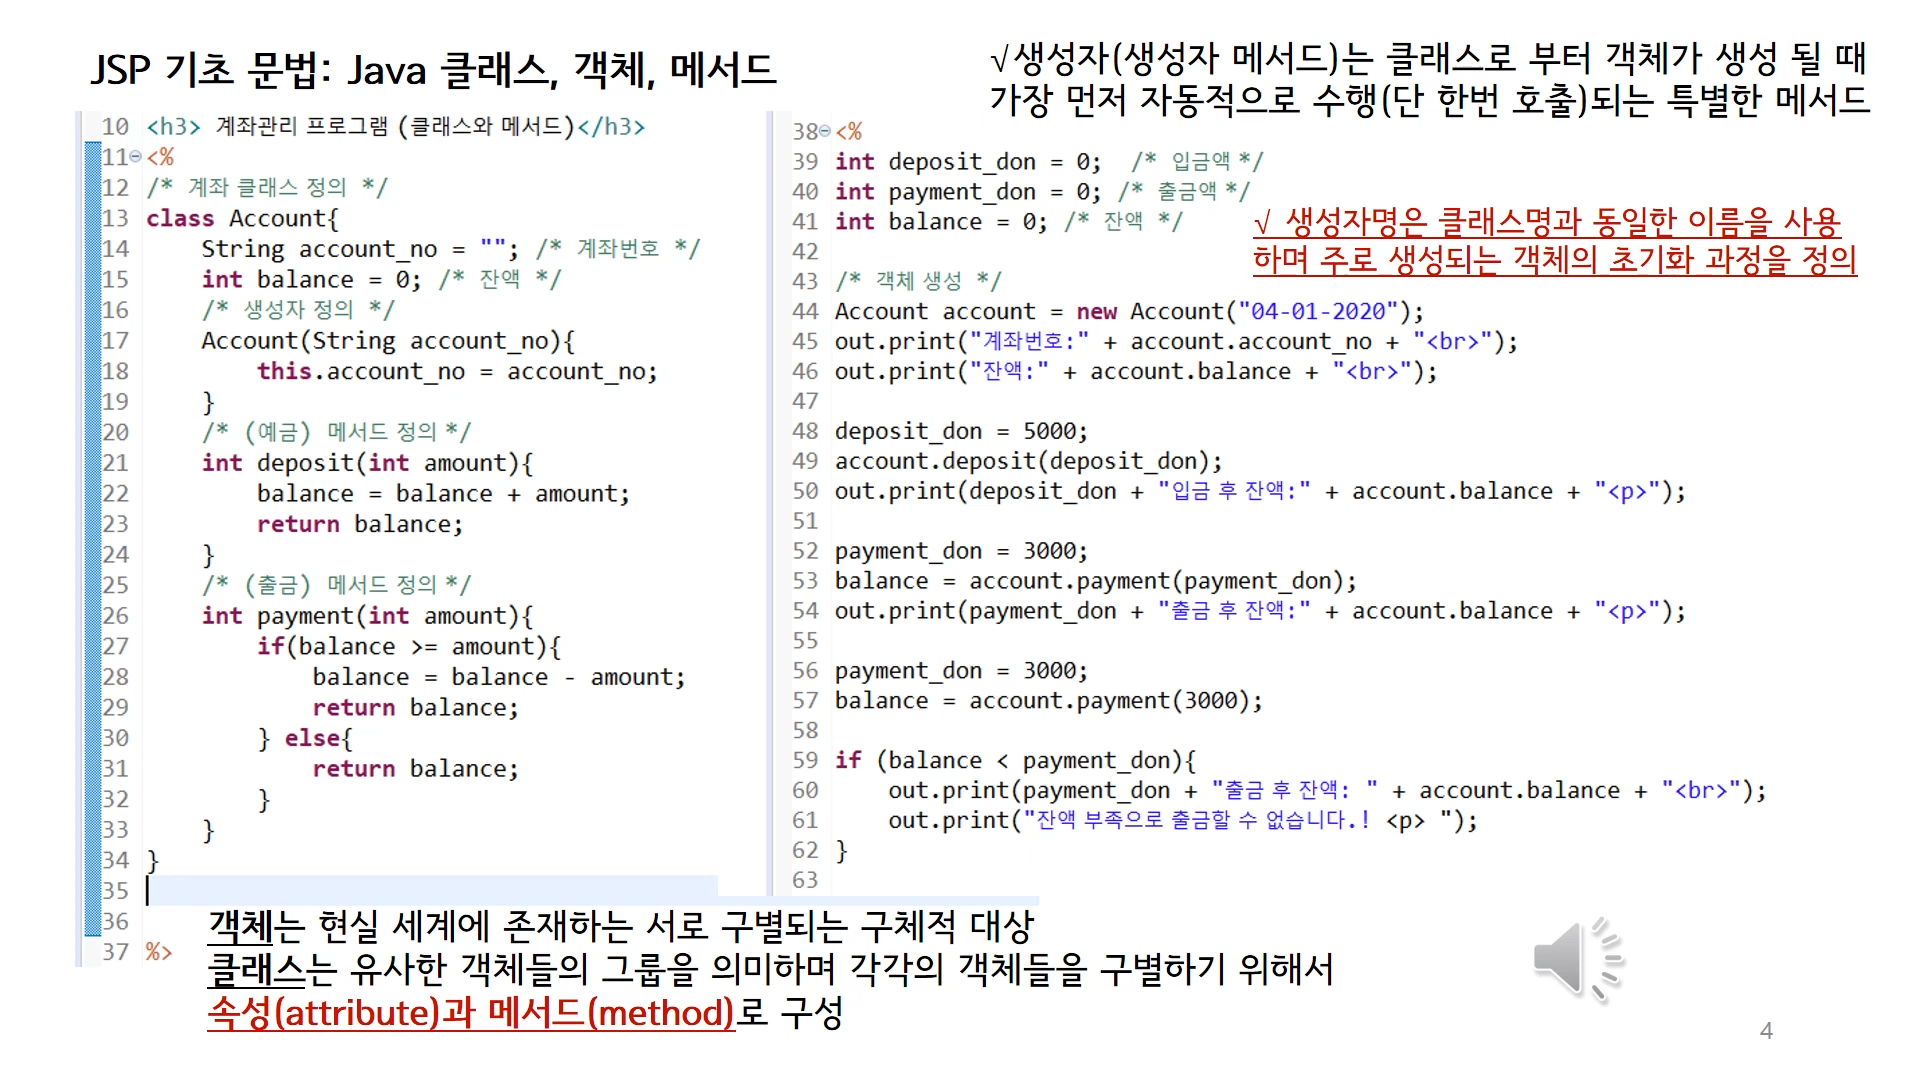 JSP 기초 문법: Java 클래스, 객체, 메서드
√생성자(생성자 메서드)는 클래스로 부터 객체가 생성 될 때
가장 먼저 자동적으로 수행(단 한번 호출)되는 특별한 메서드
10 <h3> 계좌관리 프로그램 (클래스와 메서드)</h3>
11 <%
12 /* 계좌 클래스 정의 */
13 class Account{
14     String account_no = ""; /* 계좌번호 */
15     int balance = 0; /* 잔액 */
16     /* 생성자 정의 */
17     Account(String account_no){
18         this.account_no = account_no;
19     }
20     /* (예금) 메서드 정의 */
21     int deposit(int amount){
22         balance = balance + amount;
23         return balance;
24     }
25     /* (출금) 메서드 정의 */
26     int payment(int amount){
27         if(balance >= amount){
28             balance = balance - amount;
29             return balance;
30         } else{
31             return balance;
32         }
33     }
34 }
35
36
37 %>
38 <%
39 int deposit_don = 0;  /* 입금액 */
40 int payment_don = 0; /* 출금액 */
41 int balance = 0; /* 잔액 */
42
43 /* 객체 생성 */
44 Account account = new Account("04-01-2020");
45 out.print("계좌번호:" + account.account_no + "<br>");
46 out.print("잔액:" + account.balance + "<br>");
47
48 deposit_don = 5000;
49 account.deposit(deposit_don);
50 out.print(deposit_don + "입금 후 잔액:" + account.balance + "<p>");
51
52 payment_don = 3000;
53 balance = account.payment(payment_don);
54 out.print(payment_don + "출금 후 잔액:" + account.balance + "<p>");
55
56 payment_don = 3000;
57 balance = account.payment(3000);
58
59 if (balance < payment_don){
60     out.print(payment_don + "출금 후 잔액: " + account.balance + "<br>");
61     out.print("잔액 부족으로 출금할 수 없습니다.! <p> ");
62 }
63
√ 생성자명은 클래스명과 동일한 이름을 사용
하며 주로 생성되는 객체의 초기화 과정을 정의
객체는 현실 세계에 존재하는 서로 구별되는 구체적 대상
클래스는 유사한 객체들의 그룹을 의미하며 각각의 객체들을 구별하기 위해서
속성(attribute)과 메서드(method)로 구성
4